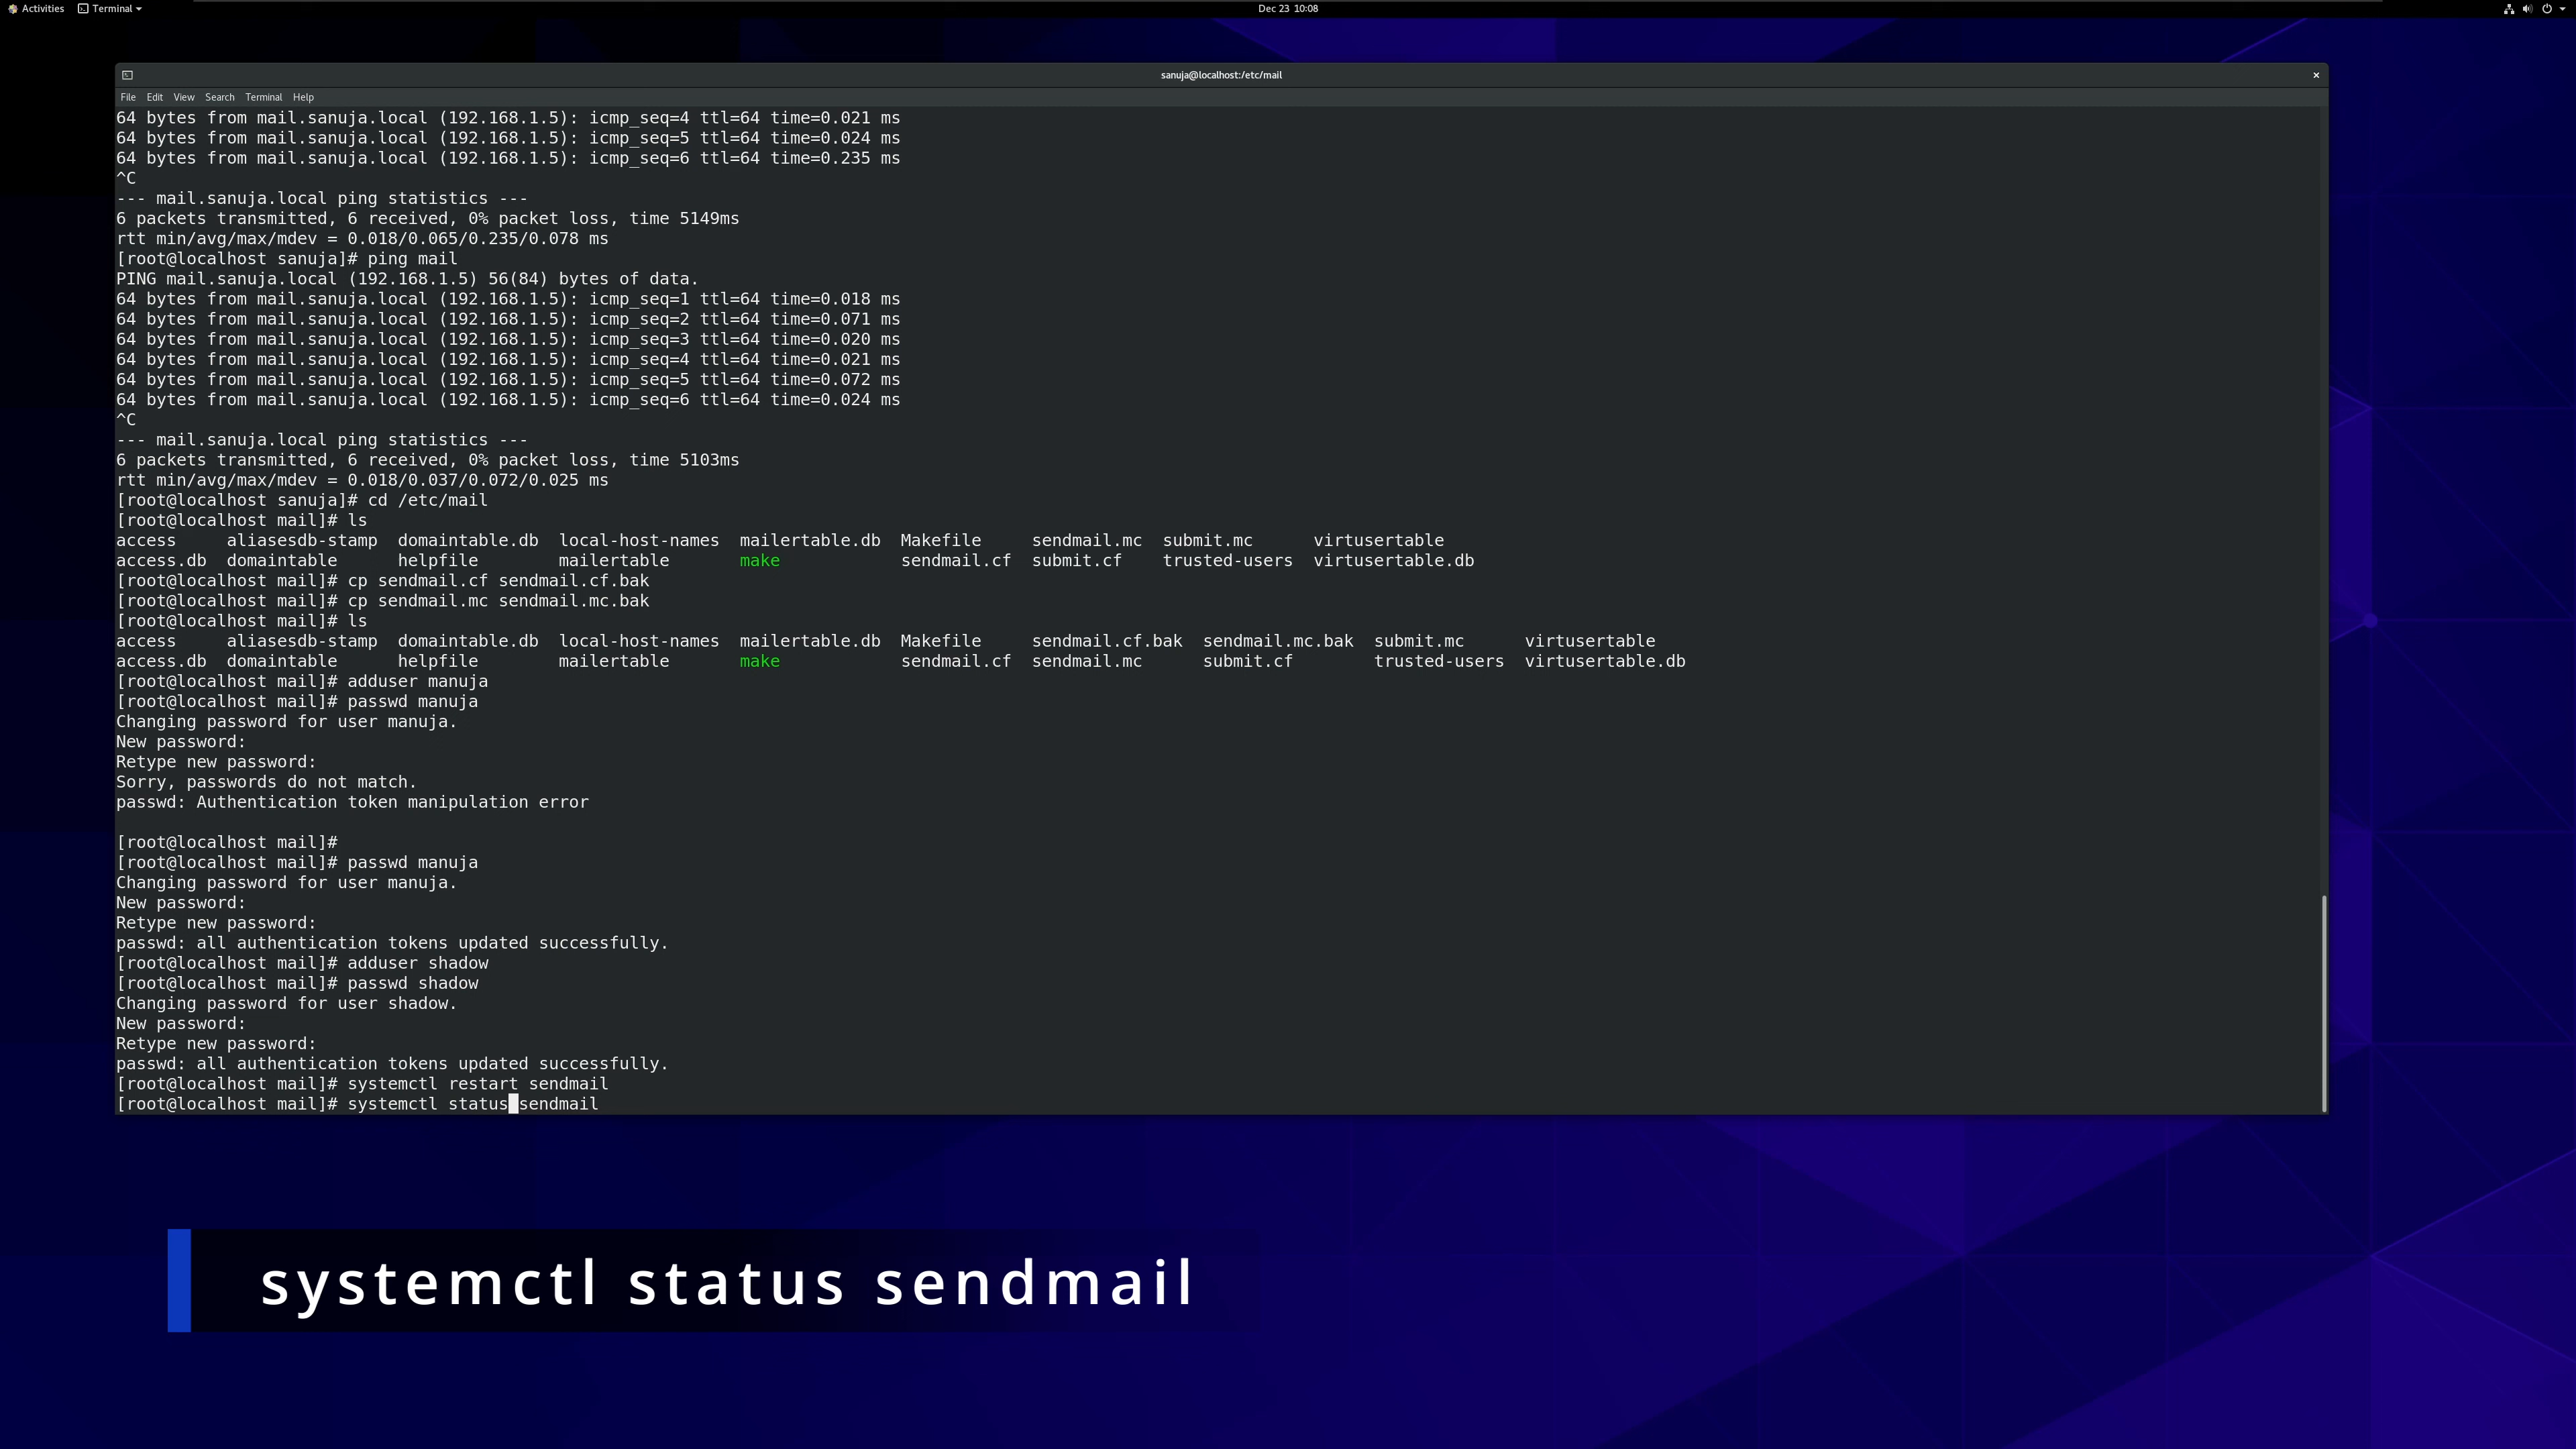 Activities Terminal Dec 23 10:08
sanuja@localhost:/etc/mail
File Edit View Search Terminal Help
64 bytes from mail.sanuja.local (192.168.1.5): icmp_seq=4 ttl=64 time=0.021 ms
64 bytes from mail.sanuja.local (192.168.1.5): icmp_seq=5 ttl=64 time=0.024 ms
64 bytes from mail.sanuja.local (192.168.1.5): icmp_seq=6 ttl=64 time=0.235 ms
^C
--- mail.sanuja.local ping statistics ---
6 packets transmitted, 6 received, 0% packet loss, time 5149ms
rtt min/avg/max/mdev = 0.018/0.065/0.235/0.078 ms
[root@localhost sanuja]# ping mail
PING mail.sanuja.local (192.168.1.5) 56(84) bytes of data.
64 bytes from mail.sanuja.local (192.168.1.5): icmp_seq=1 ttl=64 time=0.018 ms
64 bytes from mail.sanuja.local (192.168.1.5): icmp_seq=2 ttl=64 time=0.071 ms
64 bytes from mail.sanuja.local (192.168.1.5): icmp_seq=3 ttl=64 time=0.020 ms
64 bytes from mail.sanuja.local (192.168.1.5): icmp_seq=4 ttl=64 time=0.021 ms
64 bytes from mail.sanuja.local (192.168.1.5): icmp_seq=5 ttl=64 time=0.072 ms
64 bytes from mail.sanuja.local (192.168.1.5): icmp_seq=6 ttl=64 time=0.024 ms
^C
--- mail.sanuja.local ping statistics ---
6 packets transmitted, 6 received, 0% packet loss, time 5103ms
rtt min/avg/max/mdev = 0.018/0.037/0.072/0.025 ms
[root@localhost sanuja]# cd /etc/mail
[root@localhost mail]# ls
access aliasesdb-stamp domaintable.db local-host-names mailertable.db Makefile sendmail.mc submit.mc virtusertable
access.db domaintable helpfile mailertable make sendmail.cf submit.cf trusted-users virtusertable.db
[root@localhost mail]# cp sendmail.cf sendmail.cf.bak
[root@localhost mail]# cp sendmail.mc sendmail.mc.bak
[root@localhost mail]# ls
access aliasesdb-stamp domaintable.db local-host-names mailertable.db Makefile sendmail.cf.bak sendmail.mc.bak submit.mc virtusertable
access.db domaintable helpfile mailertable make sendmail.cf sendmail.mc submit.cf trusted-users virtusertable.db
[root@localhost mail]# adduser manuja
[root@localhost mail]# passwd manuja
Changing password for user manuja.
New password:
Retype new password:
Sorry, passwords do not match.
passwd: Authentication token manipulation error
[root@localhost mail]#
[root@localhost mail]# passwd manuja
Changing password for user manuja.
New password:
Retype new password:
passwd: all authentication tokens updated successfully.
[root@localhost mail]# adduser shadow
[root@localhost mail]# passwd shadow
Changing password for user shadow.
New password:
Retype new password:
passwd: all authentication tokens updated successfully.
[root@localhost mail]# systemctl restart sendmail
[root@localhost mail]# systemctl status sendmail
systemctl status sendmail